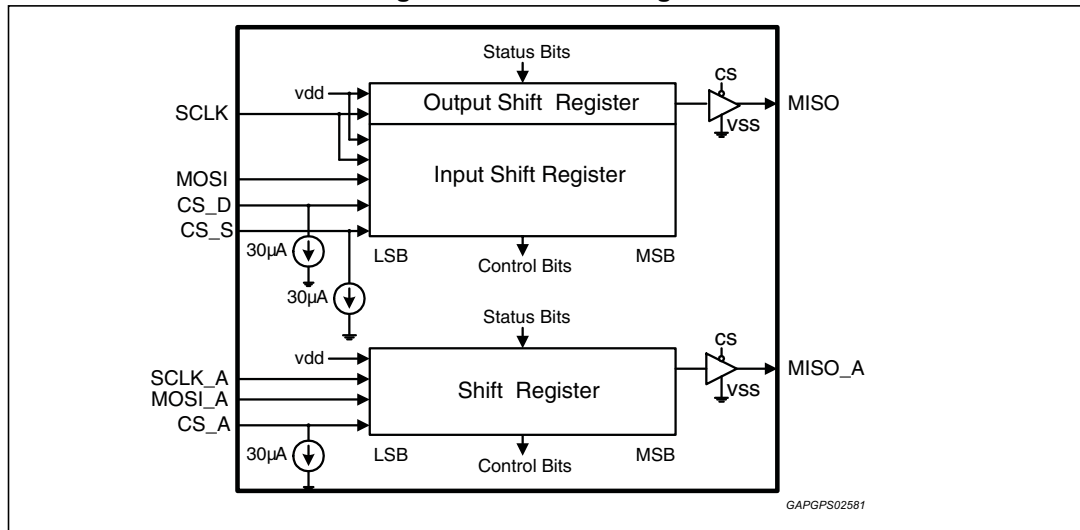 Status Bits
vdd
Output Shift Register
CS
MISO
VSS
SCLK
Input Shift Register
MOSI
CS_D
CS_S
30µA
LSB
MSB
Control Bits
30µA
Status Bits
vdd
CS
MISO_A
VSS
SCLK_A
Shift Register
MOSI_A
CS_A
30µA
LSB
MSB
Control Bits
GAPGPS02581